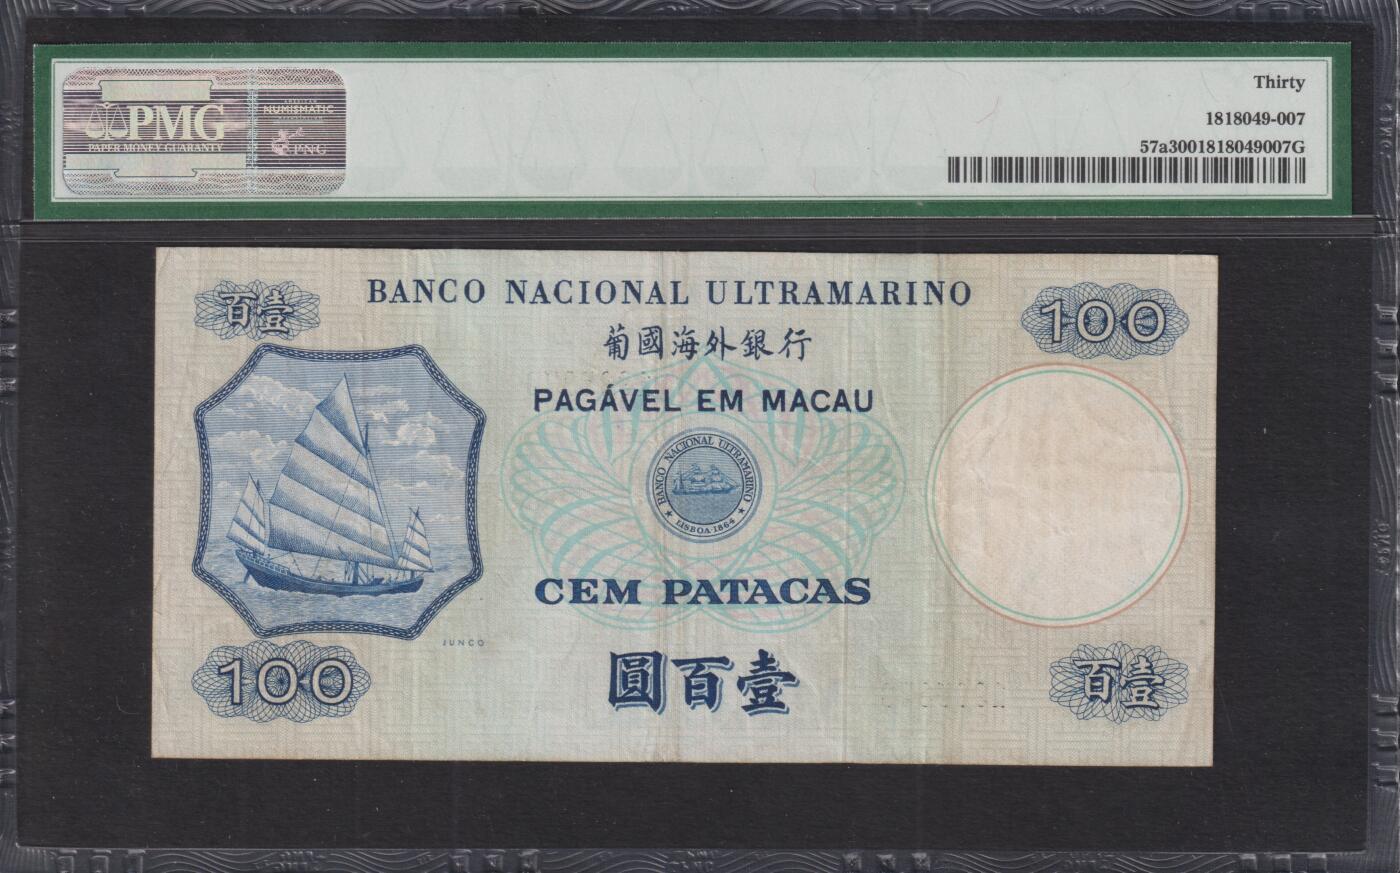 PMG
PAPER MONEY GUARANTY
NUMISMATIC
PNG
Thirty
1818049-007
57a3001818049007G
百壹
BANCO NACIONAL ULTRAMARINO
100
葡國海外銀行
PAGÁVEL EM MACAU
BANCO NACIONAL ULTRAMARINO
LISBOA·1864
CEM PATACAS
JUNCO
100
圓百壹
百壹